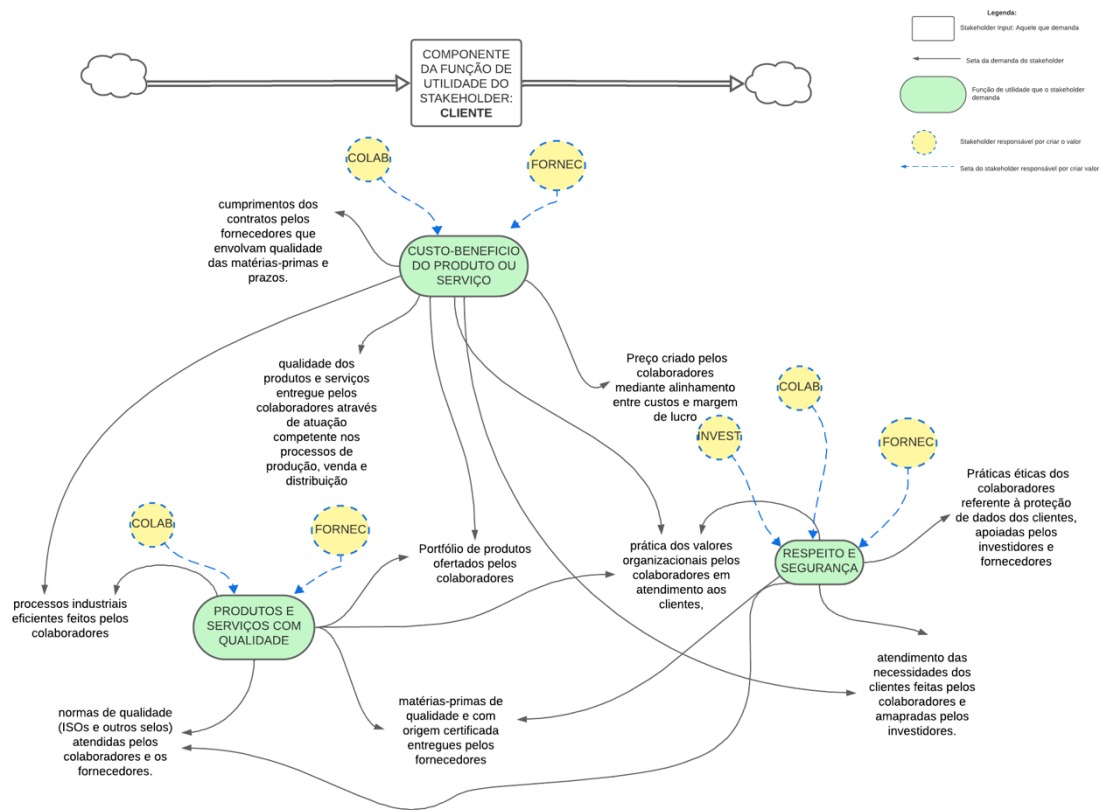 Legenda:
Stakeholder Input: Aquele que demanda
Seta da demanda do stakeholder
Função de utilidade que o stakeholder
demanda
Stakeholder responsável por criar o valor
Seta do stakeholder responsável por criar valor
COMPONENTE
DA FUNÇÃO DE
UTILIDADE DO
STAKEHOLDER:
CLIENTE
COLAB
FORNEC
cumprimentos dos
contratos pelos
fornecedores que
envolvam qualidade
das matérias-primas e
prazos.
CUSTO-BENEFICIO
DO PRODUTO OU
SERVIÇO
qualidade dos
produtos e serviços
entregue pelos
colaboradores através
de atuação
competente nos
processos de
produção, venda e
distribuição
Preço criado pelos
colaboradores
mediante alinhamento
entre custos e margem
de lucro
COLAB
INVEST
FORNEC
Práticas éticas dos
colaboradores
referente à proteção
de dados dos clientes,
apoiadas pelos
investidores e
fornecedores
COLAB
FORNEC
Portfólio de produtos
ofertados pelos
colaboradores
prática dos valores
organizacionais pelos
colaboradores em
atendimento aos
clientes,
RESPEITO E
SEGURANÇA
processos industriais
eficientes feitos pelos
colaboradores
PRODUTOS E
SERVIÇOS COM
QUALIDADE
atendimento das
necessidades dos
clientes feitas pelos
colaboradores e
amapradas pelos
investidores.
normas de qualidade
(ISOs e outros selos)
atendidas pelos
colaboradores e os
fornecedores.
matérias-primas de
qualidade e com
origem certificada
entregues pelos
fornecedores